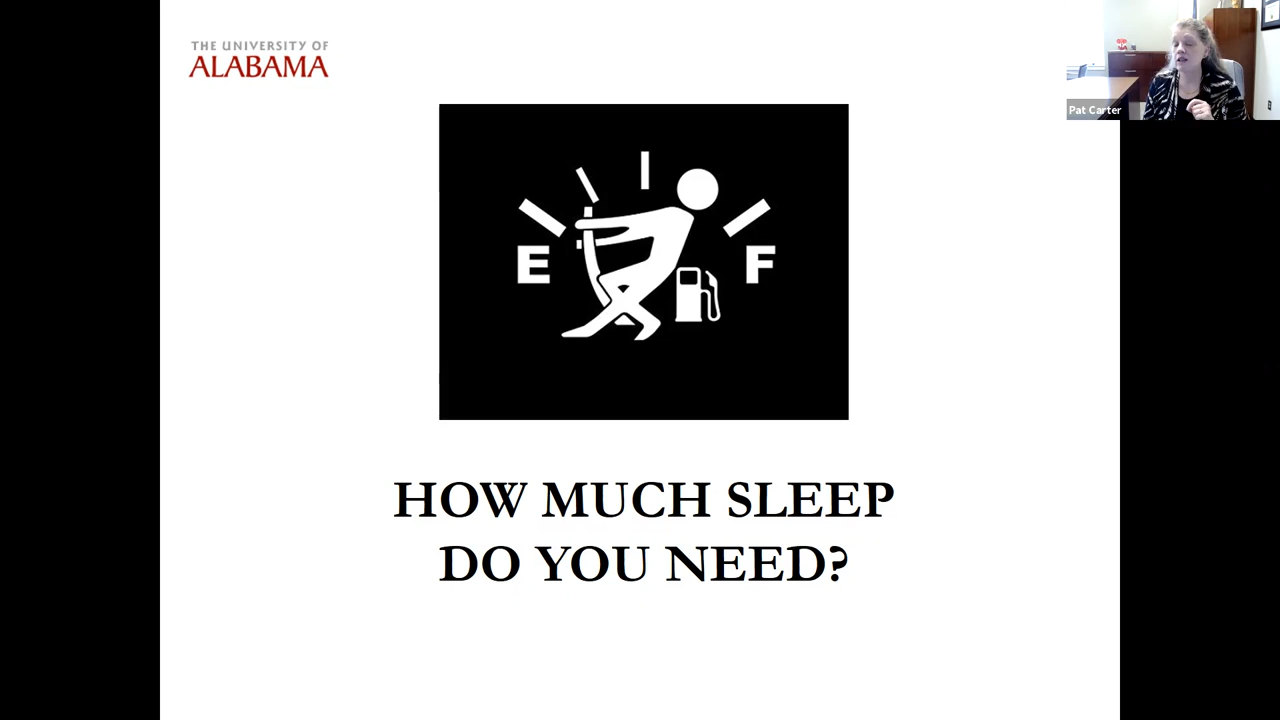 THE UNIVERSITY OF
ALABAMA
Pat Carter
E
F
HOW MUCH SLEEP
DO YOU NEED?